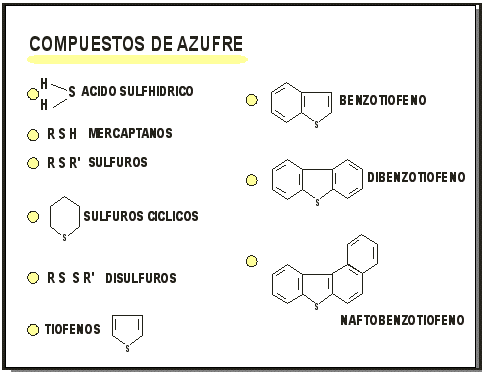 COMPUESTOS DE AZUFRE
H
S ACIDO SULFHIDRICO
H
R S H MERCAPTANOS
R S R' SULFUROS
S
SULFUROS CICLICOS
R S S R' DISULFUROS
TIOFENOS
S
BENZOTIOFENO
S
DIBENZOTIOFENO
S
S
NAFTOBENZOTIOFENO